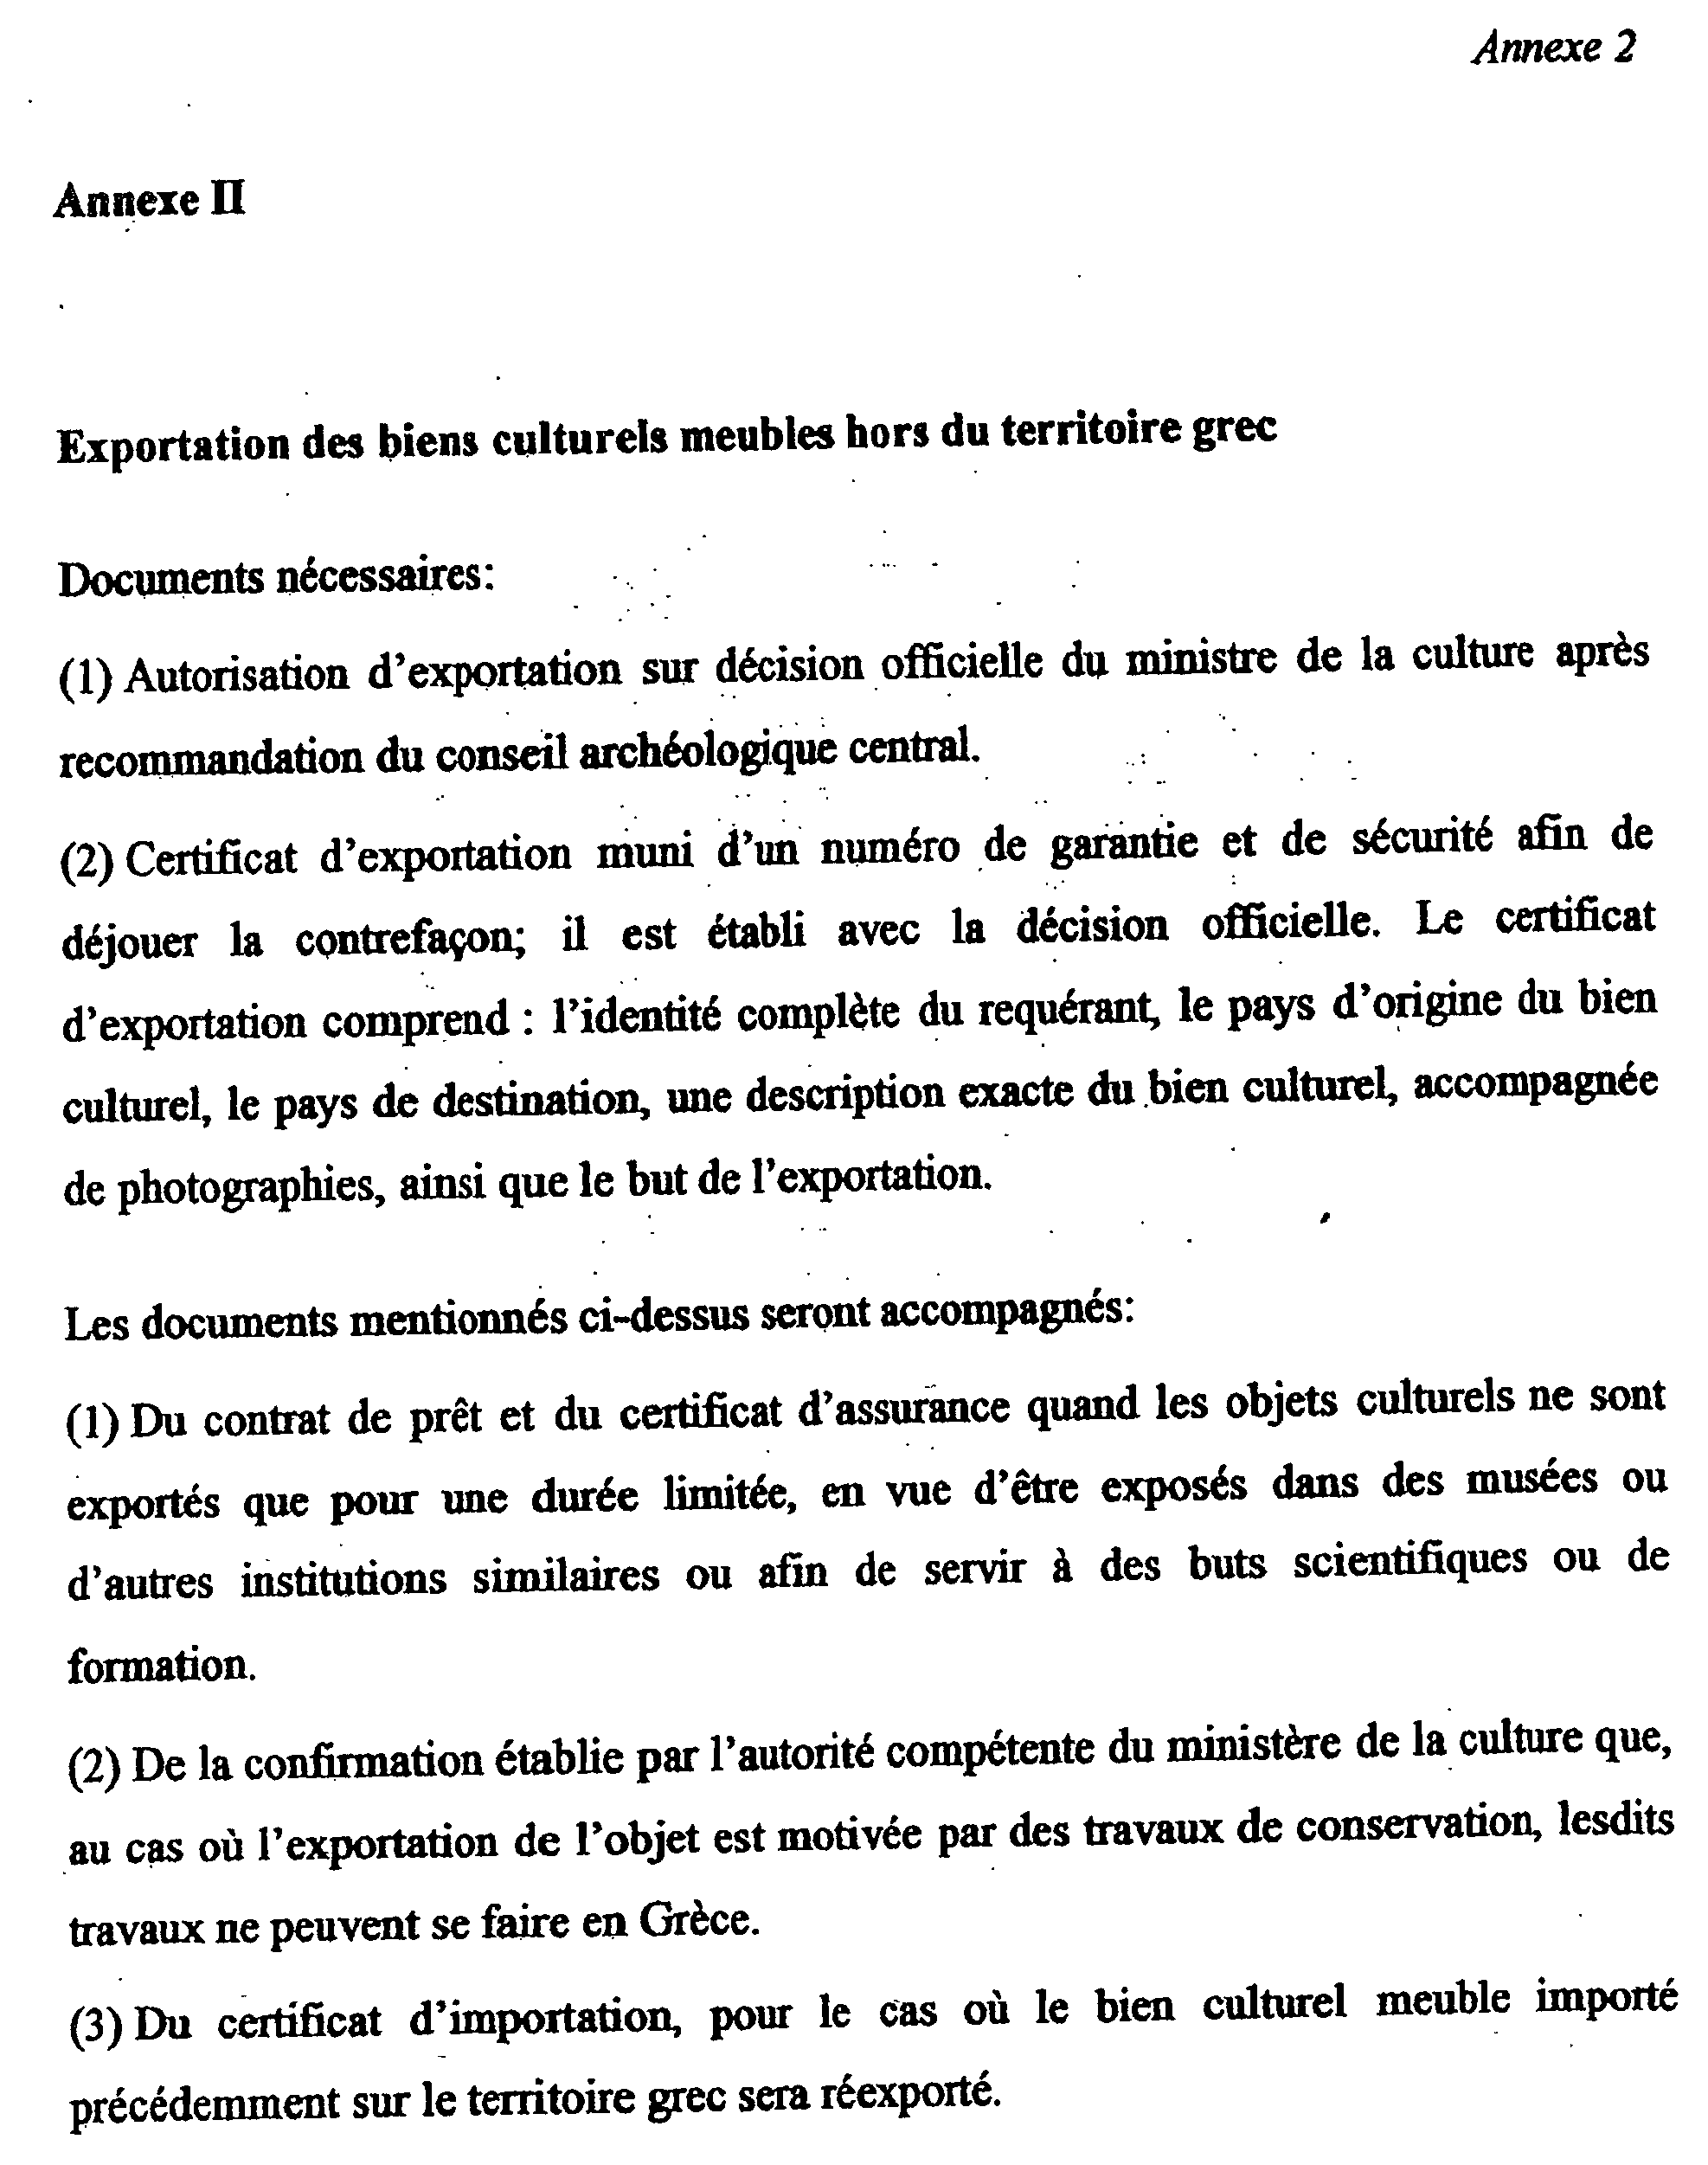 Annexe 2
Annexe II
Exportation des biens culturels meubles hors du territoire grec
Documents nécessaires:
(1) Autorisation d'exportation sur décision officielle du ministre de la culture après
recommandation du conseil archéologique central.
(2) Certificat d'exportation muni d'un numéro de garantie et de sécurité afin de
déjouer la contrefaçon; il est établi avec la décision officielle. Le certificat
d'exportation comprend : l'identité complète du requérant, le pays d'origine du bien
culturel, le pays de destination, une description exacte du bien culturel, accompagnée
de photographies, ainsi que le but de l'exportation.
Les documents mentionnés ci-dessus seront accompagnés:
(1) Du contrat de prêt et du certificat d'assurance quand les objets culturels ne sont
exportés que pour une durée limitée, en vue d'être exposés dans des musées ou
d'autres institutions similaires ou afin de servir à des buts scientifiques ou de
formation.
(2) De la confirmation établie par l'autorité compétente du ministère de la culture que,
au cas où l'exportation de l'objet est motivée par des travaux de conservation, lesdits
travaux ne peuvent se faire en Grèce.
(3) Du certificat d'importation, pour le cas où le bien culturel meuble importé
précédemment sur le territoire grec sera réexporté.